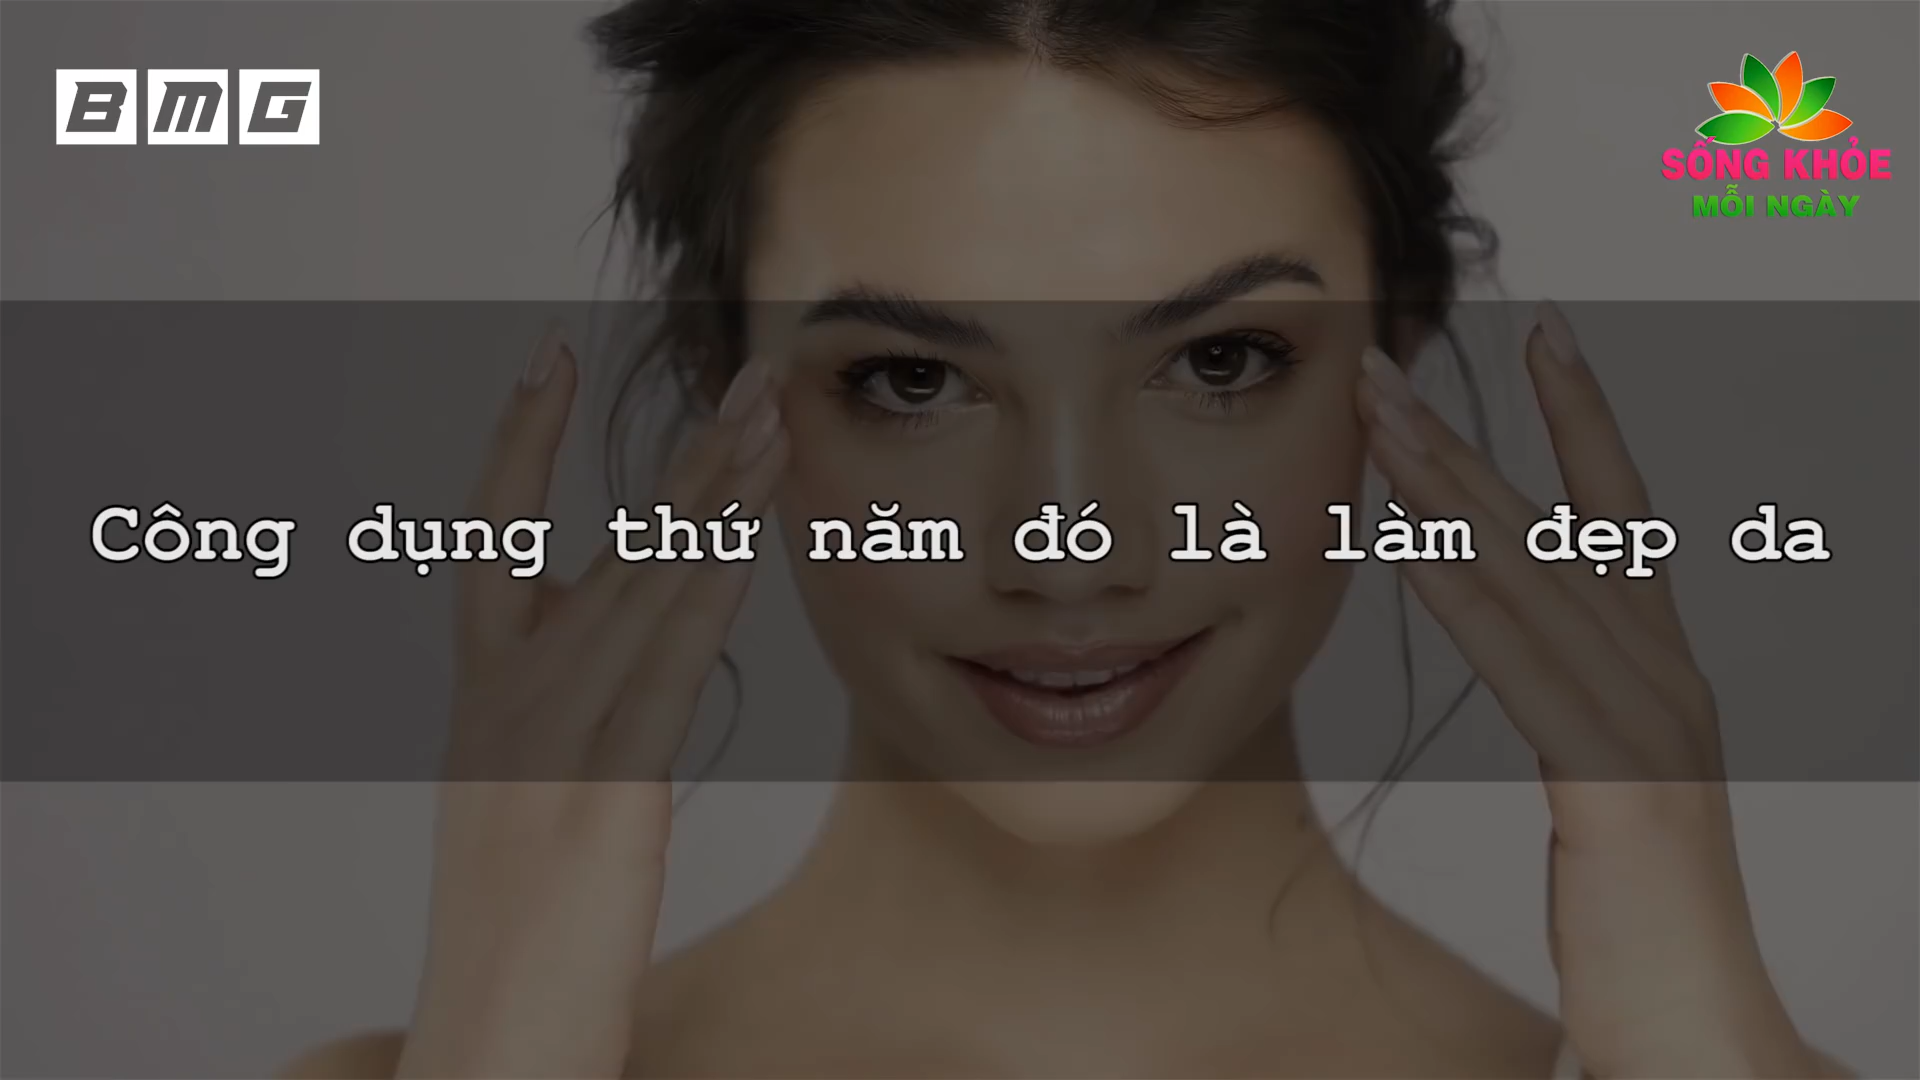 BMG
SỐNG KHỎE
MỖI NGÀY
Công dụng thứ năm đó là làm đẹp da